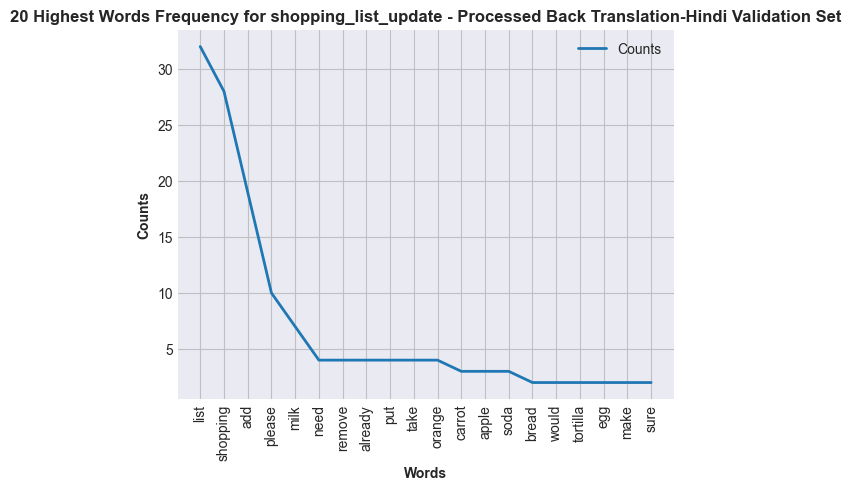 20 Highest Words Frequency for shopping_list_update - Processed Back Translation-Hindi Validation Set
Counts
30
25
20
15
10
5
Counts
list
shopping
add
please
milk
need
remove
already
put
take
orange
carrot
apple
soda
bread
would
tortilla
egg
make
sure
Words